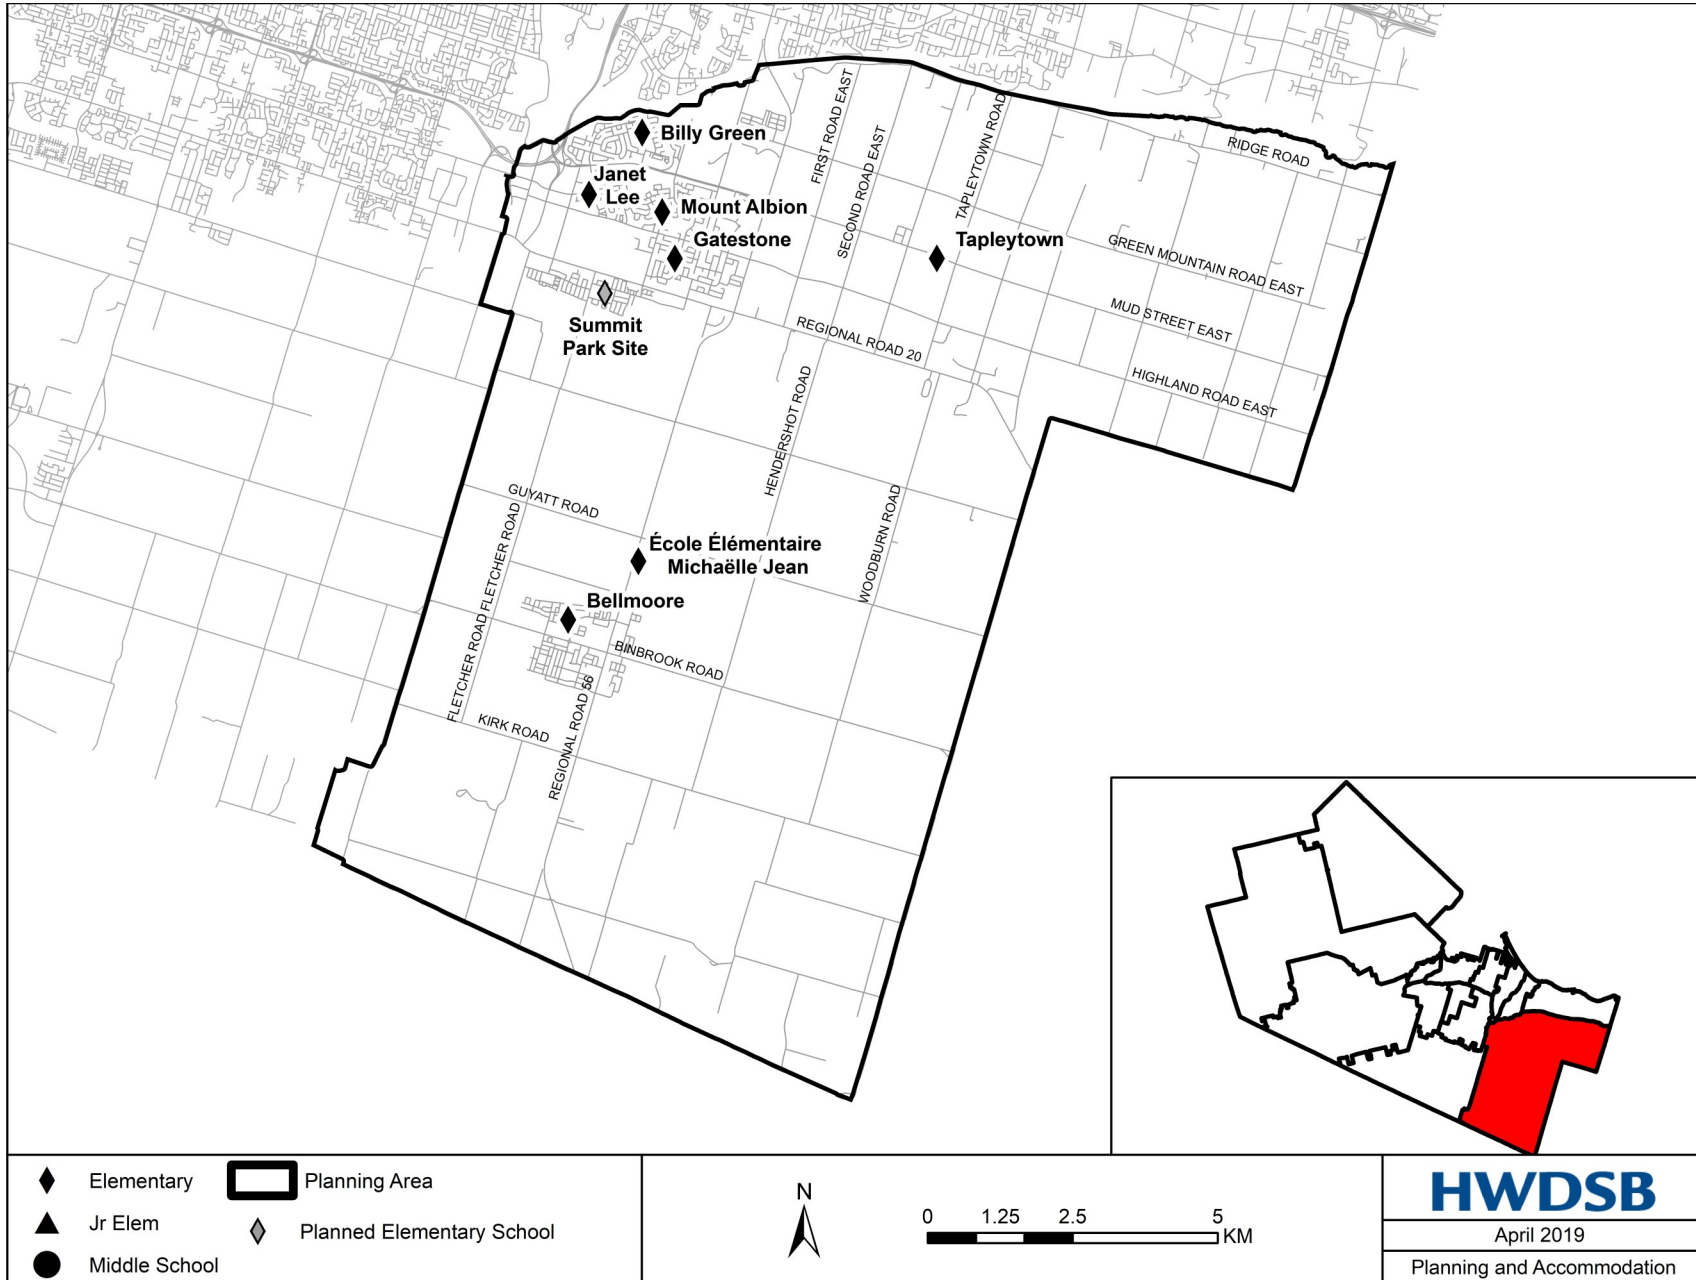 Billy Green
Janet
Lee
Mount Albion
Gatestone
Tapleytown
Summit
Park Site
FIRST ROAD EAST
SECOND ROAD EAST
TAPLEYTOWN ROAD
RIDGE ROAD
GREEN MOUNTAIN ROAD EAST
MUD STREET EAST
REGIONAL ROAD 20
HIGHLAND ROAD EAST
HENDERSHOT ROAD
GUYATT ROAD
FLETCHER ROAD
FLETCHER ROAD
WOODBURN ROAD
École Élémentaire
Michaëlle Jean
Bellmoore
BINBROOK ROAD
KIRK ROAD
REGIONAL ROAD 56
Elementary
Planning Area
Jr Elem
Planned Elementary School
Middle School
N
0 1.25 2.5 5
KM
HWDSB
April 2019
Planning and Accommodation